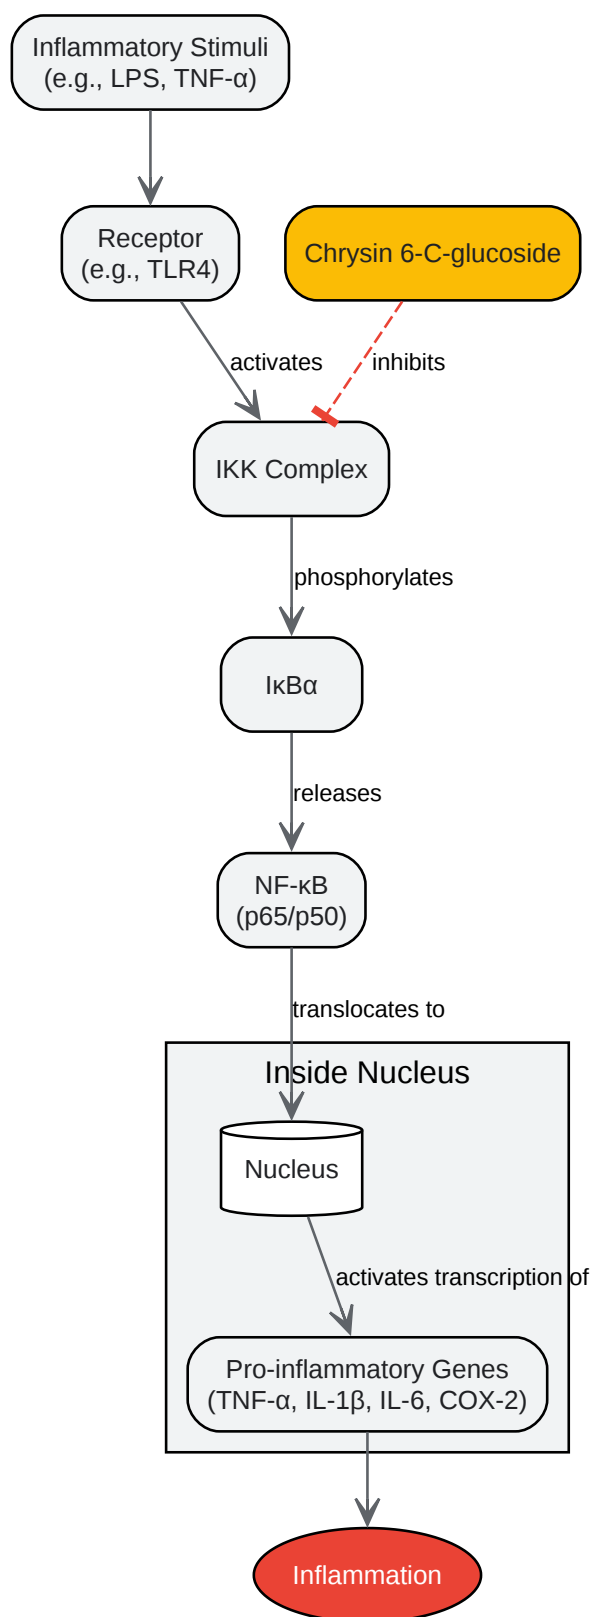 Inflammatory Stimuli
(e.g., LPS, TNF-α)
Receptor
(e.g., TLR4)
Chrysin 6-C-glucoside
activates
inhibits
IKK Complex
phosphorylates
IκBα
releases
NF-κB
(p65/p50)
translocates to
Inside Nucleus
Nucleus
activates transcription of
Pro-inflammatory Genes
(TNF-α, IL-1β, IL-6, COX-2)
Inflammation